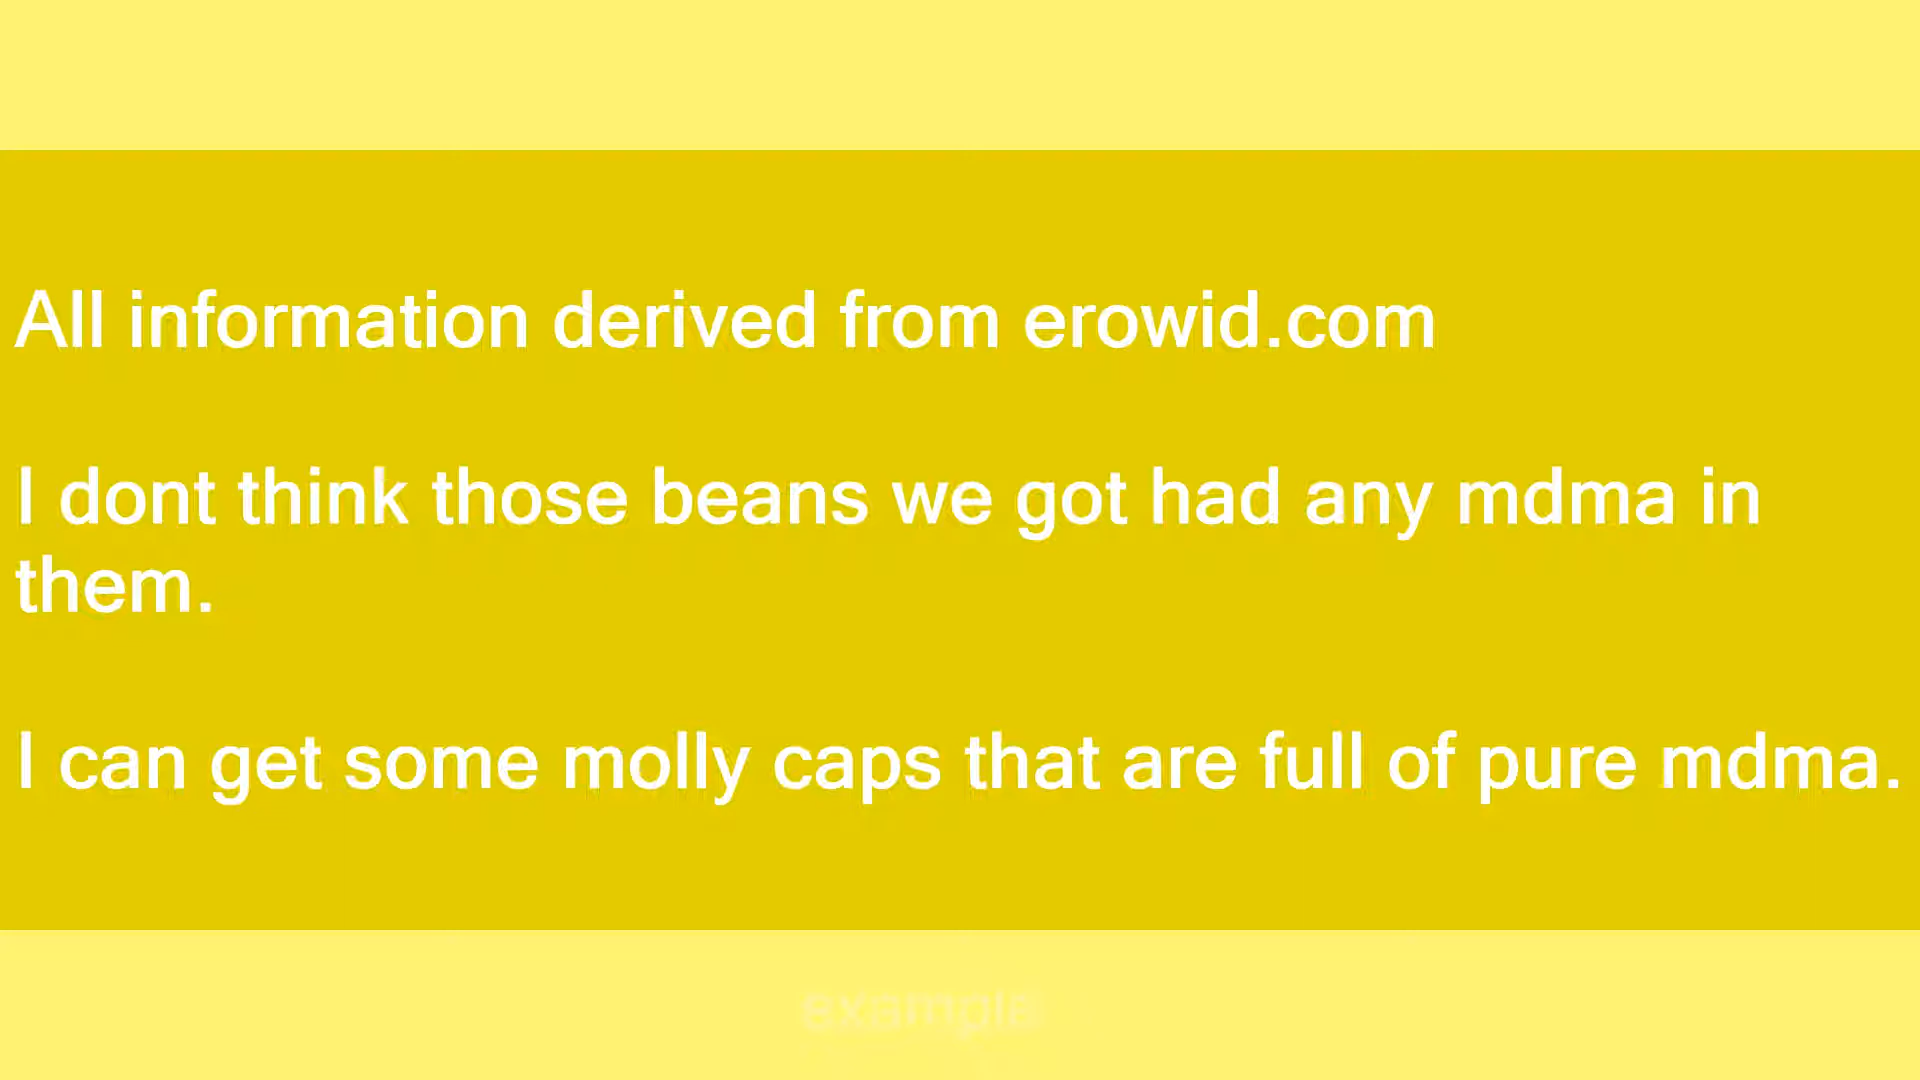 All information derived from erowid.com
I dont think those beans we got had any mdma in
them.
I can get some molly caps that are full of pure mdma.
example